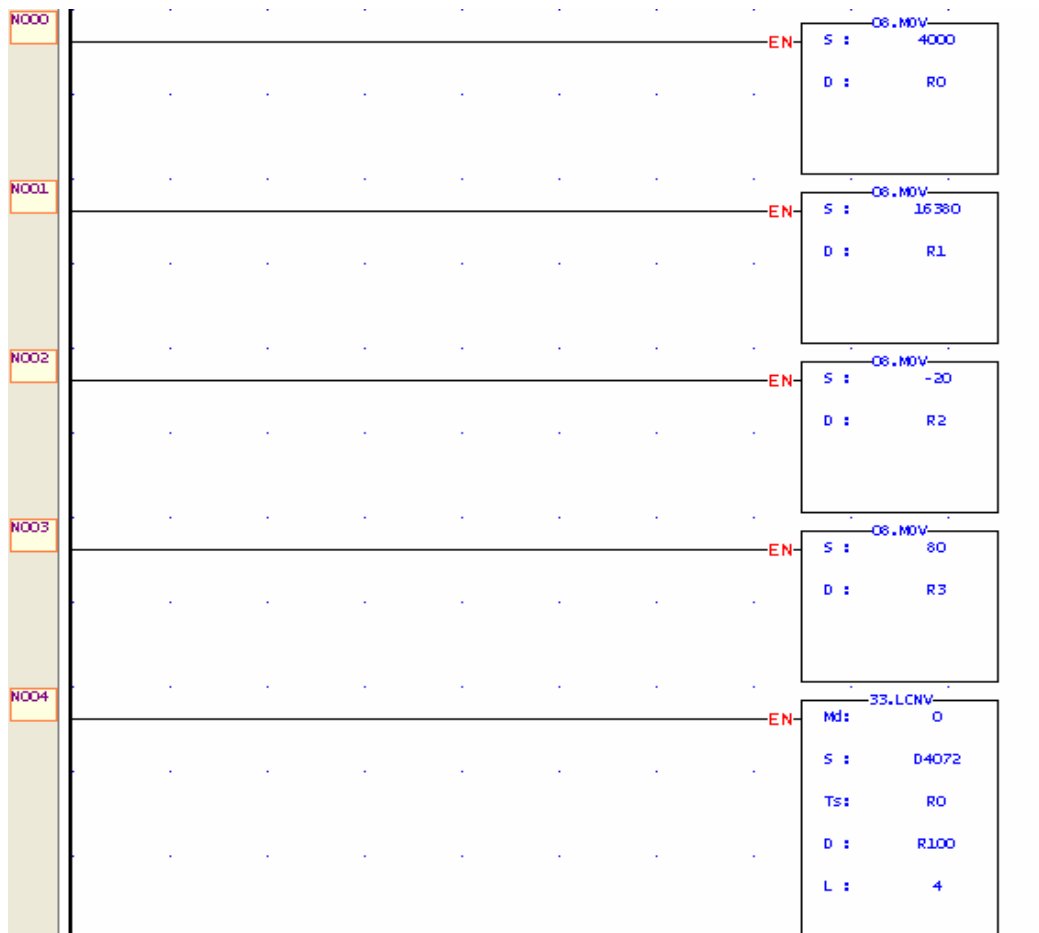 N000
08.MOV
EN
S : 4000
D : R0
N001
08.MOV
EN
S : 16380
D : R1
N002
08.MOV
EN
S : -20
D : R2
N003
08.MOV
EN
S : 80
D : R3
N004
33.LCNV
EN
Md: 0
S : D4072
Ts: R0
D : R100
L : 4